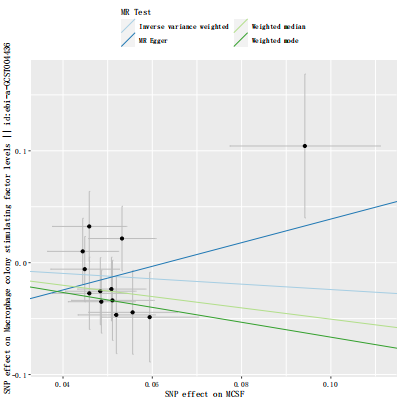 MR Test
Inverse variance weighted
Weighted median
MR Egger
Weighted mode
SNP effect on Macrophage colony stimulating factor levels || id:ebi-a-GCST004436
0.1
0.0
-0.1
0.04
0.06
0.08
0.10
SNP effect on MCSF